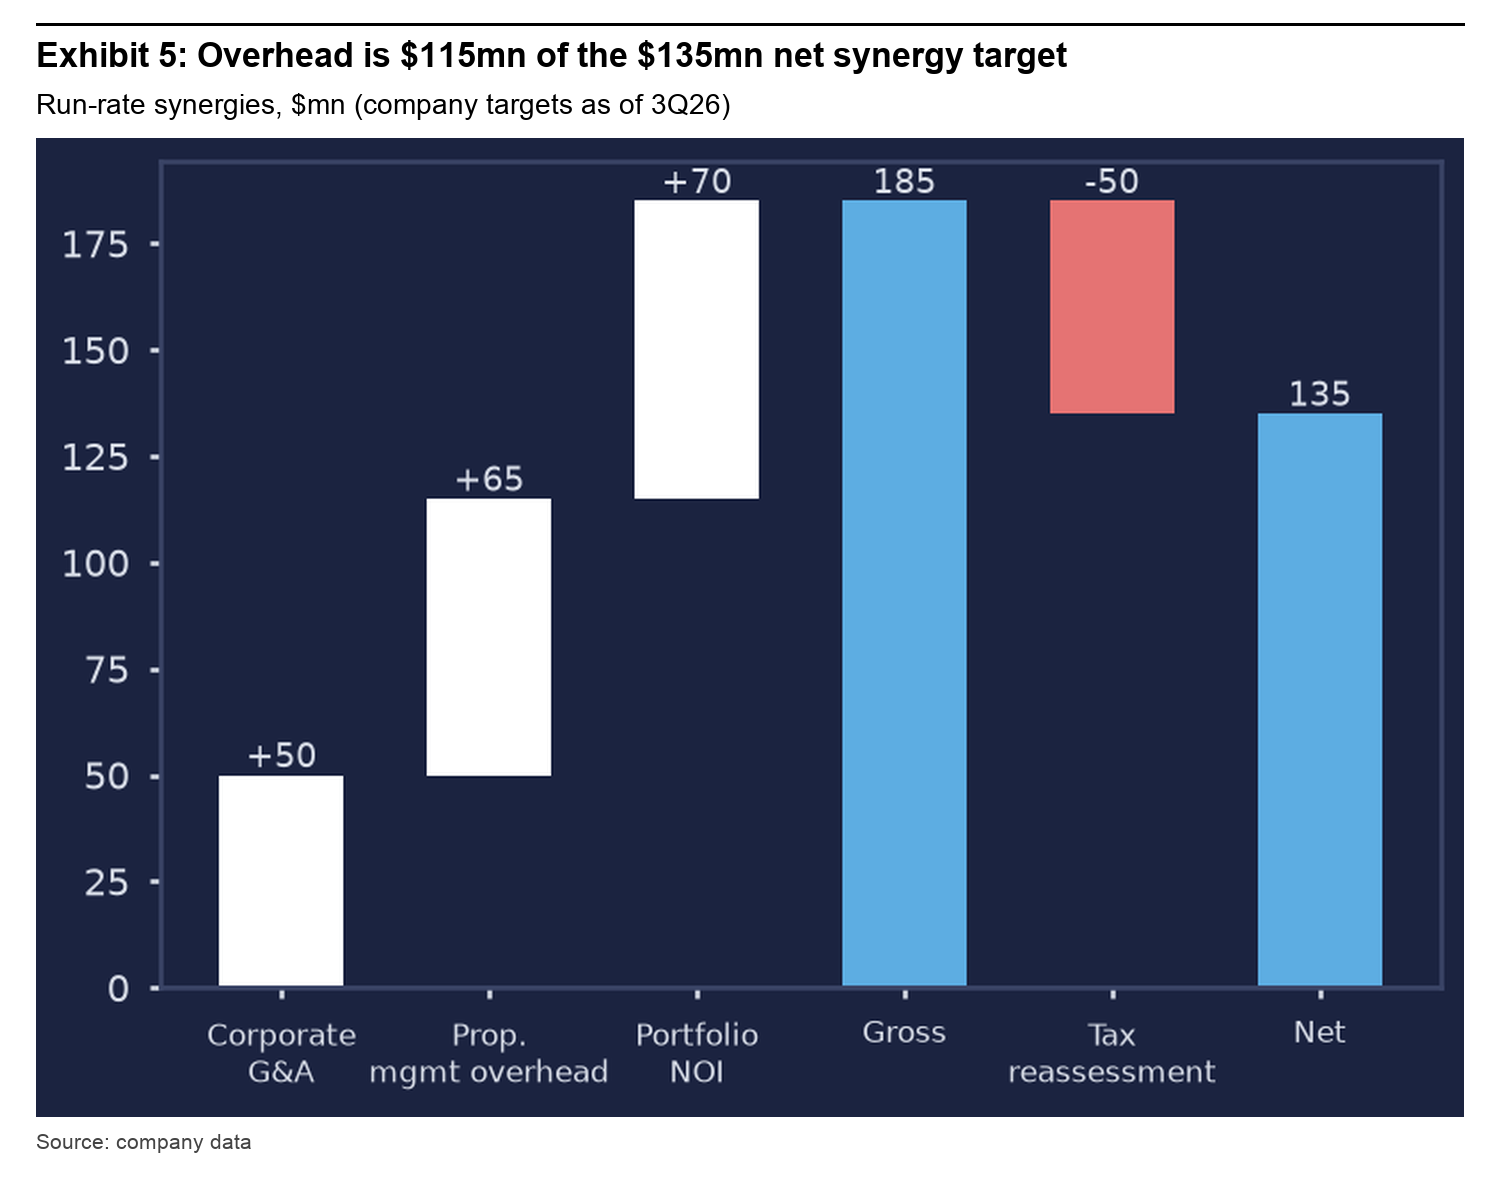 Exhibit 5: Overhead is $115mn of the $135mn net synergy target
Run-rate synergies, $mn (company targets as of 3Q26)
+70
185
-50
175
150
135
125
+65
100
75
+50
50
25
0
Corporate
G&A
Prop.
mgmt overhead
Portfolio
NOI
Gross
Tax
reassessment
Net
Source: company data